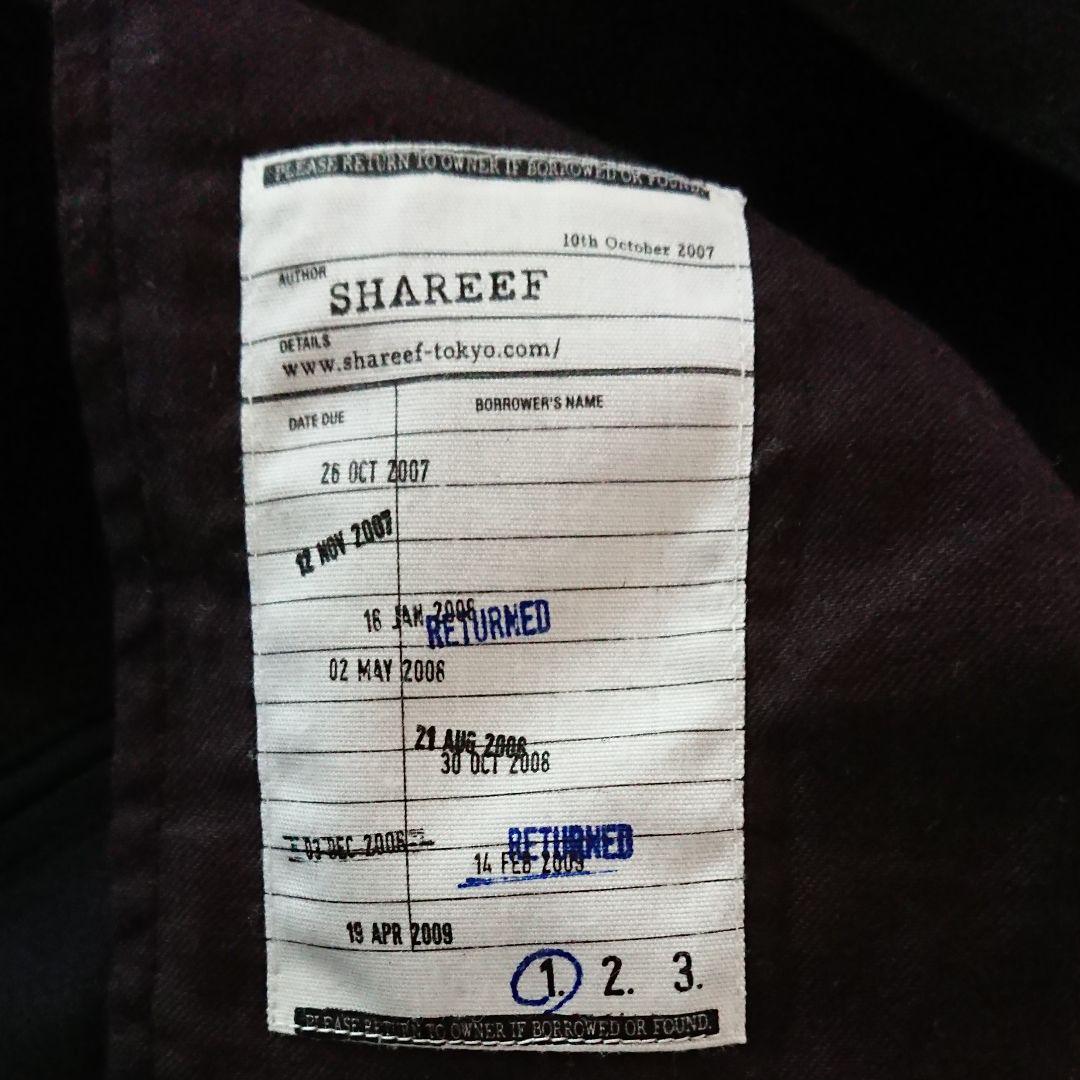 PLEASE RETURN TO OWNER IF BORROWED OR FOUND.
10th October 2007
AUTHOR
SHAREEF
DETAILS
www.shareef-tokyo.com/
DATE DUE BORROWER'S NAME
26 OCT 2007
12 NOV 2007
16 JAN 2008 RETURNED
02 MAY 2008
21 AUG 2008
30 OCT 2008
03 DEC 2008 RETURNED
14 FEB 2009
19 APR 2009
1. 2. 3.
PLEASE RETURN TO OWNER IF BORROWED OR FOUND.